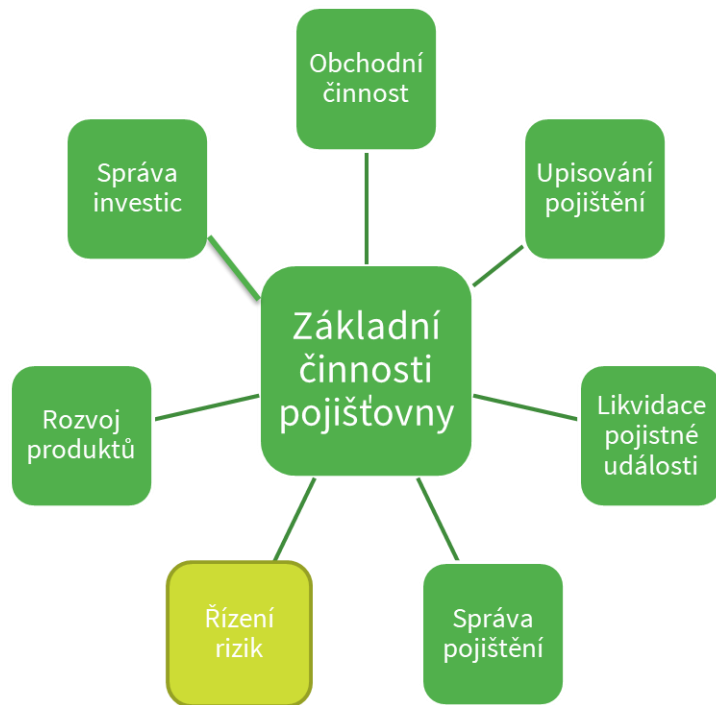 Obchodní
činnost
Správa
investic
Upisování
pojištění
Základní
činnosti
pojišťovny
Rozvoj
produktů
Likvidace
pojistné
události
Řízení
rizik
Správa
pojištění